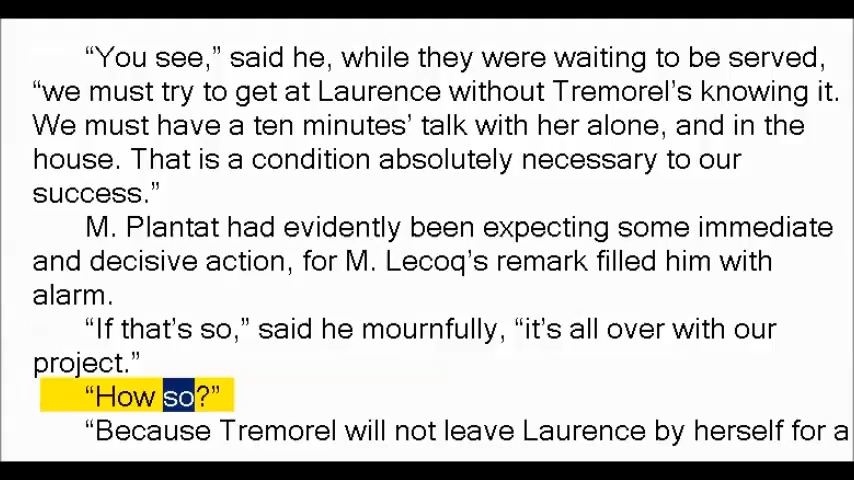 “You see,” said he, while they were waiting to be served,
“we must try to get at Laurence without Tremorel’s knowing it.
We must have a ten minutes’ talk with her alone, and in the
house. That is a condition absolutely necessary to our
success.”
M. Plantat had evidently been expecting some immediate
and decisive action, for M. Lecoq’s remark filled him with
alarm.
“If that’s so,” said he mournfully, “it’s all over with our
project.”
“How so?”
“Because Tremorel will not leave Laurence by herself for a